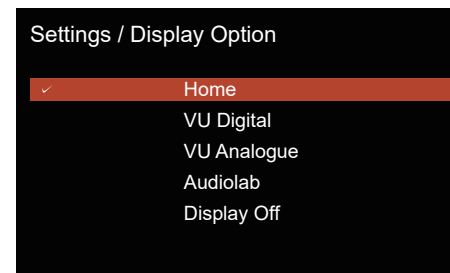 Settings / Display Option
✓ Home
VU Digital
VU Analogue
Audiolab
Display Off